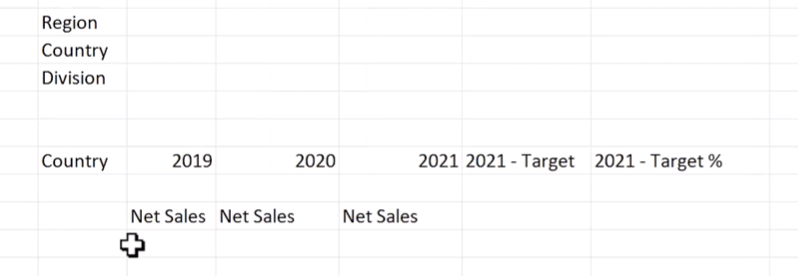 Region
Country
Division
Country 2019 2020 2021 2021 - Target 2021 - Target %
Net Sales Net Sales Net Sales